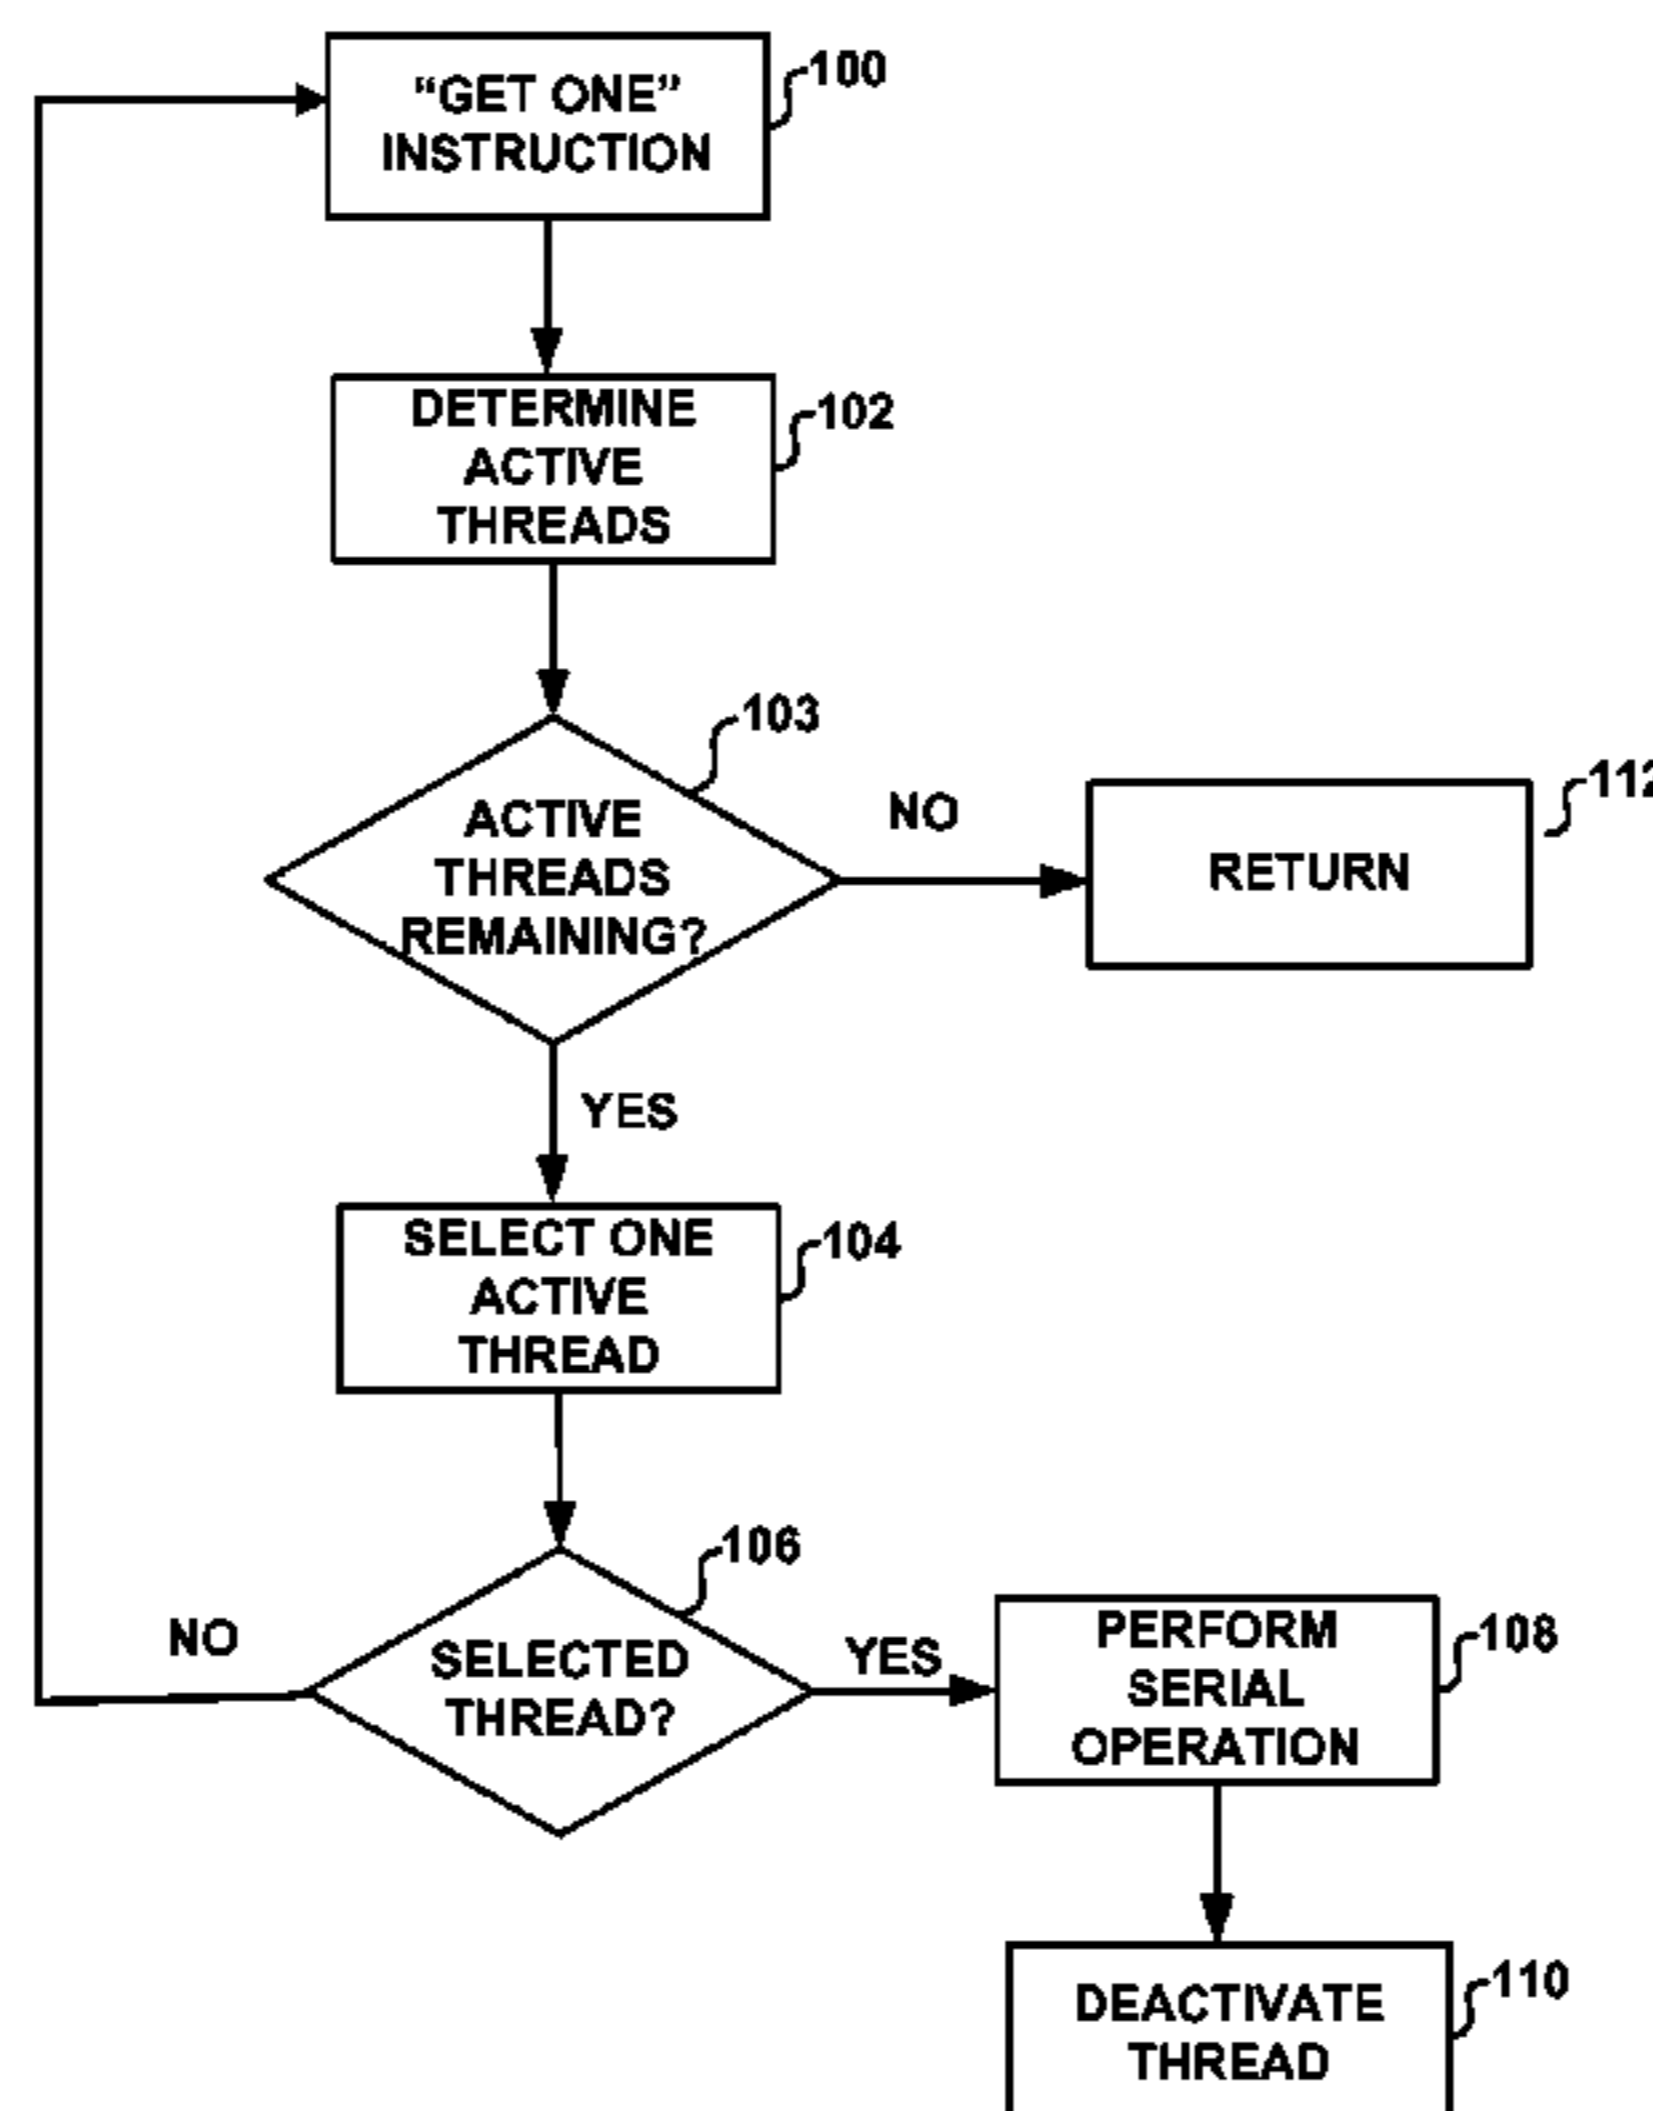 “GET ONE”
INSTRUCTION
100
DETERMINE
ACTIVE
THREADS
102
103
ACTIVE
THREADS
REMAINING?
NO
RETURN
112
YES
SELECT ONE
ACTIVE
THREAD
104
106
SELECTED
THREAD?
NO
YES
PERFORM
SERIAL
OPERATION
108
DEACTIVATE
THREAD
110